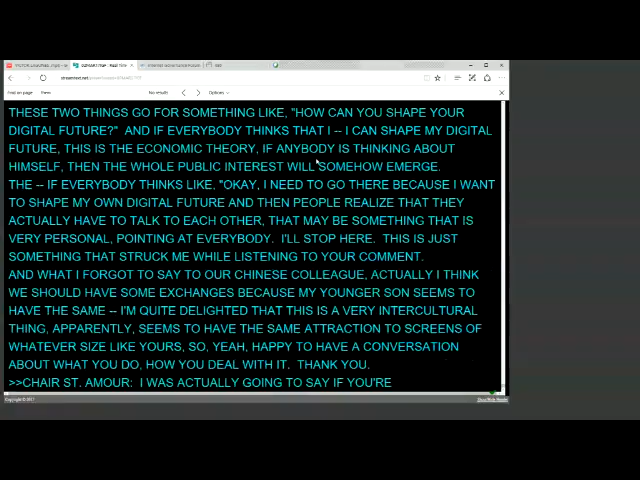 streamtext.net
Find on page
them
No results
Options
THESE TWO THINGS GO FOR SOMETHING LIKE, "HOW CAN YOU SHAPE YOUR
DIGITAL FUTURE?"  AND IF EVERYBODY THINKS THAT I -- I CAN SHAPE MY DIGITAL
FUTURE, THIS IS THE ECONOMIC THEORY, IF ANYBODY IS THINKING ABOUT
HIMSELF, THEN THE WHOLE PUBLIC INTEREST WILL SOMEHOW EMERGE.
THE -- IF EVERYBODY THINKS LIKE, "OKAY, I NEED TO GO THERE BECAUSE I WANT
TO SHAPE MY OWN DIGITAL FUTURE AND THEN PEOPLE REALIZE THAT THEY
ACTUALLY HAVE TO TALK TO EACH OTHER, THAT MAY BE SOMETHING THAT IS
VERY PERSONAL, POINTING AT EVERYBODY.  I'LL STOP HERE.  THIS IS JUST
SOMETHING THAT STRUCK ME WHILE LISTENING TO YOUR COMMENT.
AND WHAT I FORGOT TO SAY TO OUR CHINESE COLLEAGUE, ACTUALLY I THINK
WE SHOULD HAVE SOME EXCHANGES BECAUSE MY YOUNGER SON SEEMS TO
HAVE THE SAME -- I'M QUITE DELIGHTED THAT THIS IS A VERY INTERCULTURAL
THING, APPARENTLY, SEEMS TO HAVE THE SAME ATTRACTION TO SCREENS OF
WHATEVER SIZE LIKE YOURS, SO, YEAH, HAPPY TO HAVE A CONVERSATION
ABOUT WHAT YOU DO, HOW YOU DEAL WITH IT.  THANK YOU.
>>CHAIR ST. AMOUR:  I WAS ACTUALLY GOING TO SAY IF YOU'RE